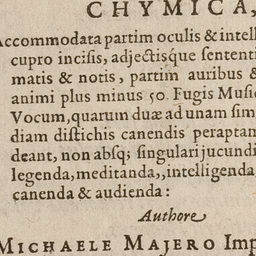 CHYMICA,
Accommodata partim oculis & intell
cupro incisis, adjectisque sententi
matis & notis, partim auribus &
animi plus minus 50. Fugis Music
Vocum, quarum duæ ad unam sim
diam distichis canendis peraptam
deant, non absq; singulari jucundi
legenda, meditanda, intelligenda,
canenda & audienda:
Authore
MICHAELE MAJERO Imp